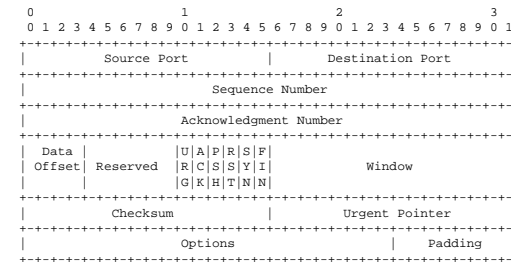 0                   1                   2                   3
 0 1 2 3 4 5 6 7 8 9 0 1 2 3 4 5 6 7 8 9 0 1 2 3 4 5 6 7 8 9 0 1
+-+-+-+-+-+-+-+-+-+-+-+-+-+-+-+-+-+-+-+-+-+-+-+-+-+-+-+-+-+-+-+-
|          Source Port          |       Destination Port
+-+-+-+-+-+-+-+-+-+-+-+-+-+-+-+-+-+-+-+-+-+-+-+-+-+-+-+-+-+-+-+-
|                        Sequence Number
+-+-+-+-+-+-+-+-+-+-+-+-+-+-+-+-+-+-+-+-+-+-+-+-+-+-+-+-+-+-+-+-
|                    Acknowledgment Number
+-+-+-+-+-+-+-+-+-+-+-+-+-+-+-+-+-+-+-+-+-+-+-+-+-+-+-+-+-+-+-+-
|  Data |           |U|A|P|R|S|F|
| Offset| Reserved  |R|C|S|S|Y|I|            Window
|       |           |G|K|H|T|N|N|
+-+-+-+-+-+-+-+-+-+-+-+-+-+-+-+-+-+-+-+-+-+-+-+-+-+-+-+-+-+-+-+-
|           Checksum            |         Urgent Pointer
+-+-+-+-+-+-+-+-+-+-+-+-+-+-+-+-+-+-+-+-+-+-+-+-+-+-+-+-+-+-+-+-
|                    Options                    |    Padding
+-+-+-+-+-+-+-+-+-+-+-+-+-+-+-+-+-+-+-+-+-+-+-+-+-+-+-+-+-+-+-+-